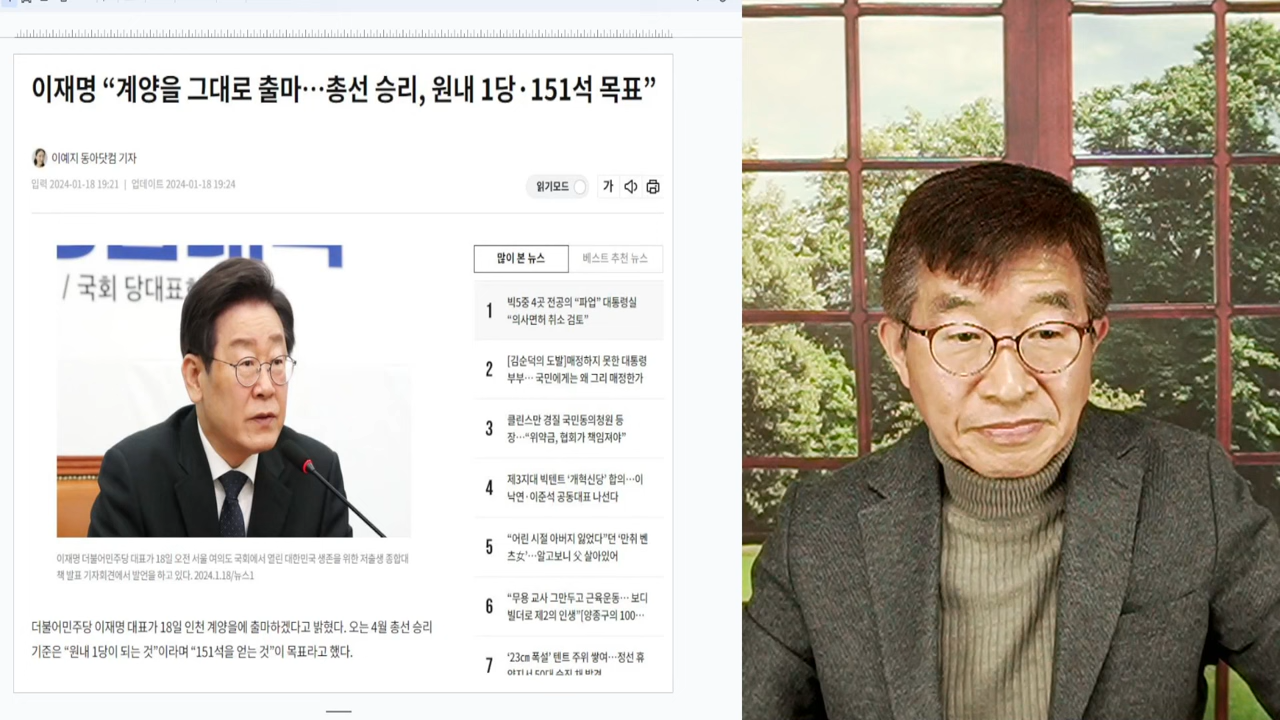 이재명 “계양을 그대로 출마…총선 승리, 원내 1당·151석 목표”
이예지 동아닷컴 기자
입력 2024-01-18 19:21 | 업데이트 2024-01-18 19:24
읽기모드
가
/ 국회 당대표
많이 본 뉴스
베스트 추천 뉴스
1
빅5중 4곳 전공의 “파업” 대통령실
“의사면허 취소 검토”
2
[김순덕의 도발]매정하지 못한 대통령
부부… 국민에게는 왜 그리 매정한가
3
클린스만 경질 국민동의청원 등
장…“위약금, 협회가 책임져야”
4
제3지대 빅텐트 ‘개혁신당’ 합의…이
낙연·이준석 공동대표 나선다
5
“어린 시절 아버지 잃었다”던 ‘만취 벤
츠女’…알고보니 父 살아있어
6
“무용 교사 그만두고 근육운동… 보디
빌더로 제2의 인생”[양종구의 100…
7
‘23㎝ 폭설’ 텐트 주위 쌓여…정선 휴
이재명 더불어민주당 대표가 18일 오전 서울 여의도 국회에서 열린 대한민국 생존을 위한 저출생 종합대
책 발표 기자회견에서 발언을 하고 있다. 2024.1.18/뉴스1
더불어민주당 이재명 대표가 18일 인천 계양을에 출마하겠다고 밝혔다. 오는 4월 총선 승리
기준은 “원내 1당이 되는 것”이라며 “151석을 얻는 것”이 목표라고 했다.